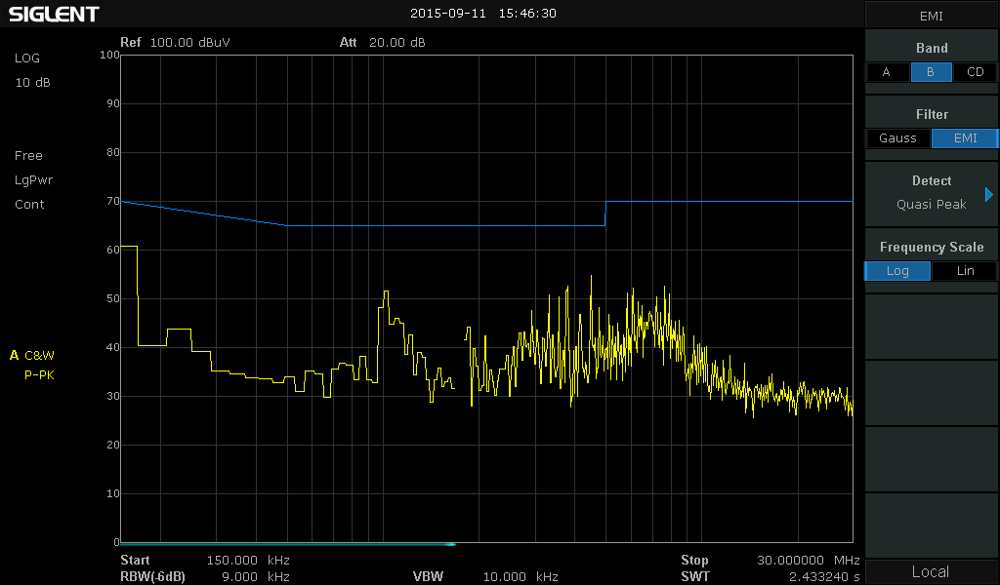 SIGLENT
2015-09-11 15:46:30
EMI
Ref 100.00 dBuV Att 20.00 dB
LOG
10 dB
Free
LgPwr
Cont
A C&W
P-PK
100
90
80
70
60
50
40
30
20
10
0
Start 150.000 kHz Stop 30.000000 MHz
RBW(-6dB) 9.000 kHz VBW 10.000 kHz SWT 2.433240 s
Band
A B CD
Filter
Gauss EMI
Detect
Quasi Peak
Frequency Scale
Log Lin
Local